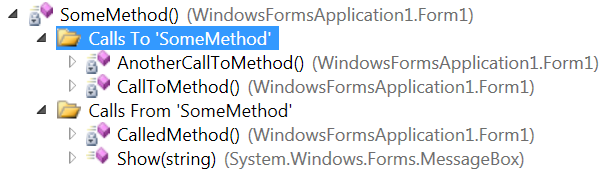 SomeMethod() (WindowsFormsApplication1.Form1)
Calls To 'SomeMethod'
AnotherCallToMethod() (WindowsFormsApplication1.Form1)
CallToMethod() (WindowsFormsApplication1.Form1)
Calls From 'SomeMethod'
CalledMethod() (WindowsFormsApplication1.Form1)
Show(string) (System.Windows.Forms.MessageBox)